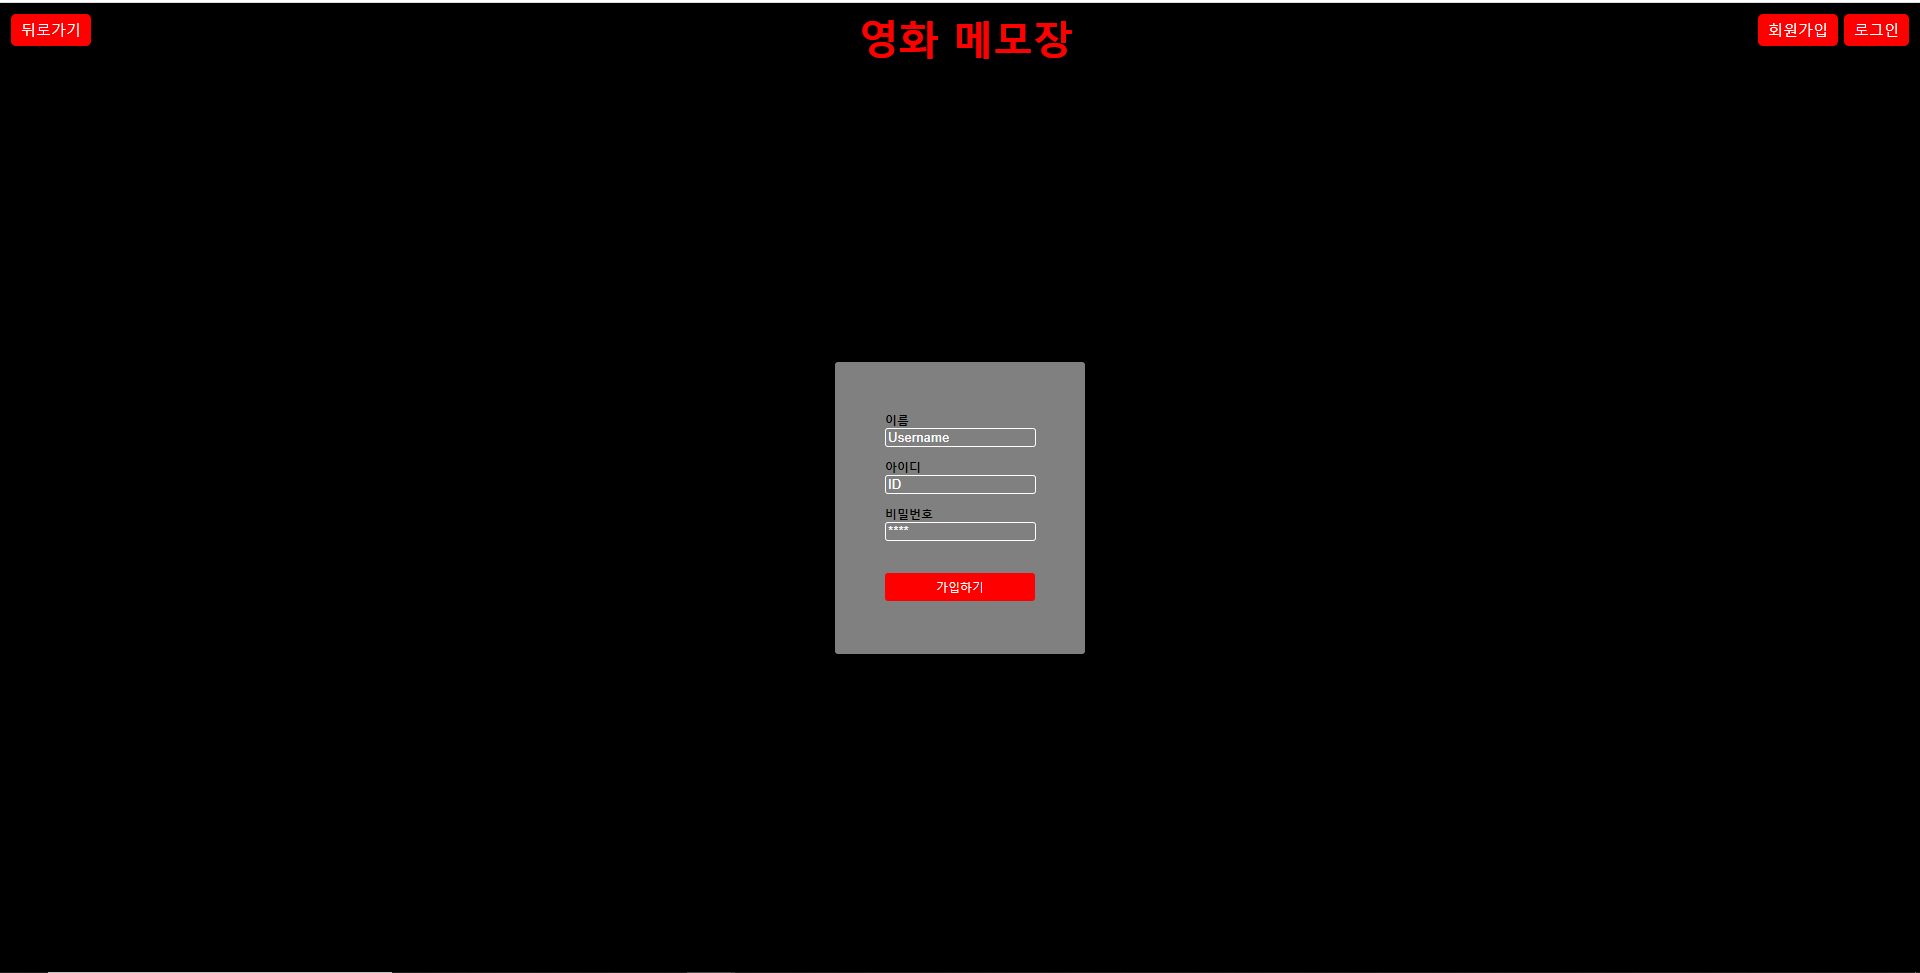 뒤로가기
영화 메모장
회원가입
로그인
이름
Username
아이디
ID
비밀번호
****
가입하기